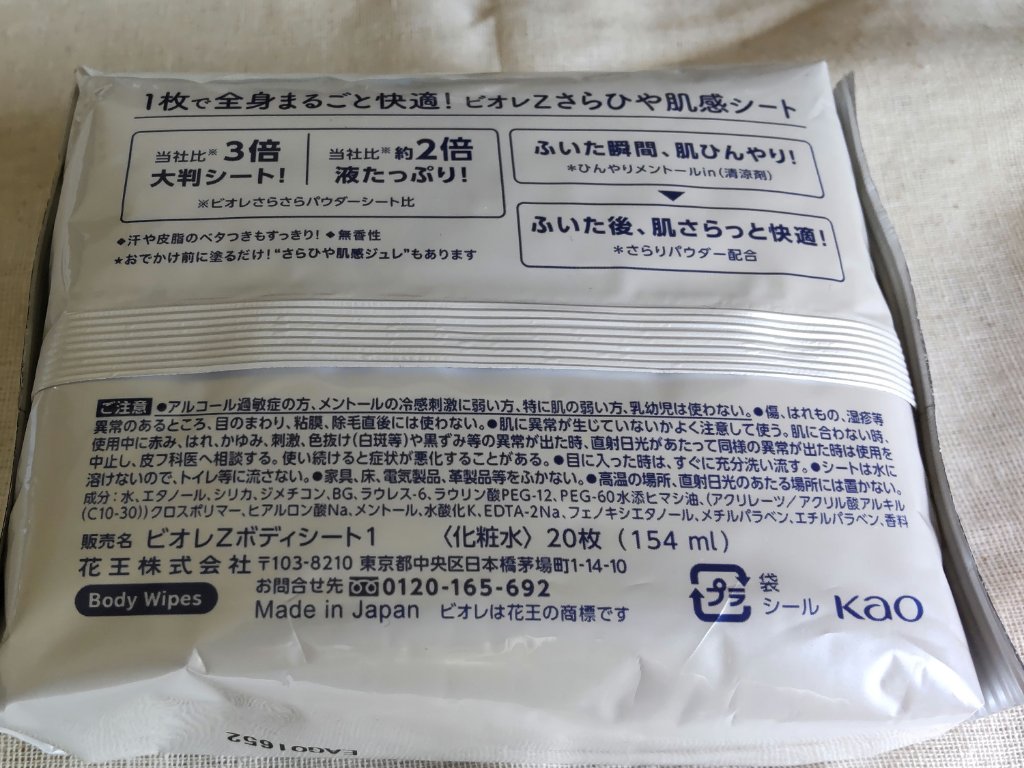 1枚で全身まるごと快適！ ビオレZさらひや肌感シート
当社比※3倍
大判シート！
当社比※約2倍
液たっぷり！
※ビオレさらさらパウダーシート比
ふいた瞬間、肌ひんやり！
＊ひんやりメントールin（清涼剤）
ふいた後、肌さらっと快適！
＊さらりパウダー配合
◆汗や皮脂のベタつきもすっきり！ ◆無香性
★おでかけ前に塗るだけ！“さらひや肌感ジュレ”もあります
ご注意 ●アルコール過敏症の方、メントールの冷感刺激に弱い方、特に肌の弱い方、乳幼児は使わない。●傷、はれもの、湿疹等
異常のあるところ、目のまわり、粘膜、除毛直後には使わない。●肌に異常が生じていないかよく注意して使う。肌に合わない時、
使用中に赤み、はれ、かゆみ、刺激、色抜け（白斑等）や黒ずみ等の異常が出た時、直射日光があたって同様の異常が出た時は使用を
中止し、皮フ科医へ相談する。使い続けると症状が悪化することがある。●目に入った時は、すぐに充分洗い流す。●シートは水に
溶けないので、トイレ等に流さない。●家具、床、電気製品、革製品等をふかない。●高温の場所、直射日光のあたる場所には置かない。
成分：水、エタノール、シリカ、ジメチコン、BG、ラウレス-6、ラウリン酸PEG-12、PEG-60水添ヒマシ油、（アクリレーツ/アクリル酸アルキル
(C10-30)）クロスポリマー、ヒアルロン酸Na、メントール、水酸化K、EDTA-2Na、フェノキシエタノール、メチルパラベン、エチルパラベン、香料
販売名 ビオレZボディシート1 〈化粧水〉 20枚（154 ml）
花王株式会社 〒103-8210 東京都中央区日本橋茅場町1-14-10
Body Wipes
お問合せ先 0120-165-692
Made in Japan ビオレは花王の商標です
プラ
袋
シール
Kao
EAG01652